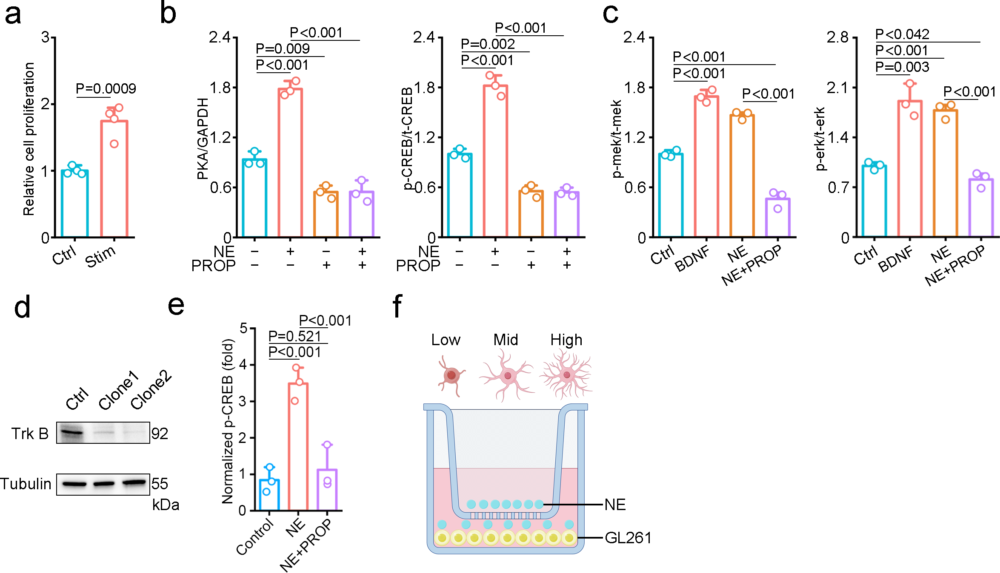 a
3
2
1
0
Relative cell proliferation
P=0.0009
Ctrl
Stim
b
2.4
1.8
1.2
0.6
0
PKA/GAPDH
P<0.001
P=0.009
P<0.001
NE − + − +
PROP − − + +
2.4
1.8
1.2
0.6
0
p-CREB/t-CREB
P<0.001
P=0.002
P<0.001
NE − + − +
PROP − − + +
c
2.4
1.8
1.2
0.6
0
p-mek/t-mek
P<0.001
P<0.001
P<0.001
Ctrl
BDNF
NE
NE+PROP
2.8
2.1
1.4
0.7
0
p-erk/t-erk
P<0.042
P<0.001
P=0.003
P<0.001
Ctrl
BDNF
NE
NE+PROP
d
Ctrl
Clone1
Clone2
Trk B 92
Tubulin 55
kDa
e
5
4
3
2
1
0
Normalized p-CREB (fold)
P<0.001
P=0.521
P<0.001
Control
NE
NE+PROP
f
Low Mid High
NE
GL261